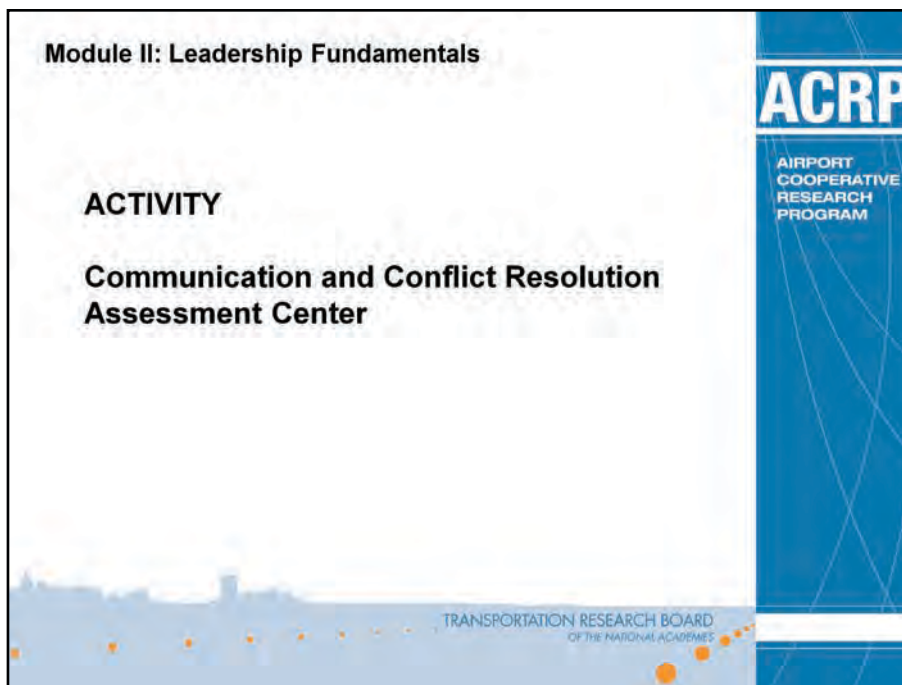 Module II: Leadership Fundamentals
ACRP
AIRPORT
COOPERATIVE
RESEARCH
PROGRAM
ACTIVITY
Communication and Conflict Resolution
Assessment Center
TRANSPORTATION RESEARCH BOARD
OF THE NATIONAL ACADEMIES